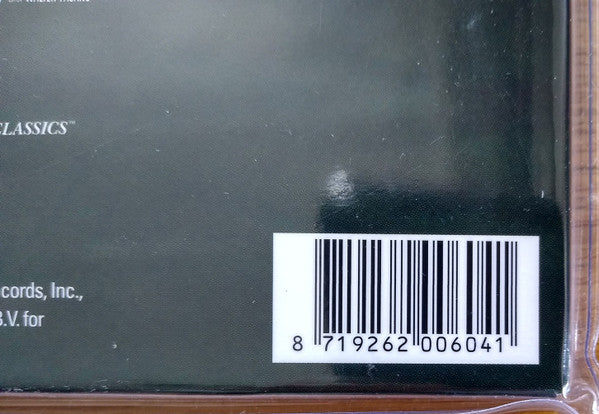 CLASSICS™
cords, Inc.,
B.V. for
8 719262 006041